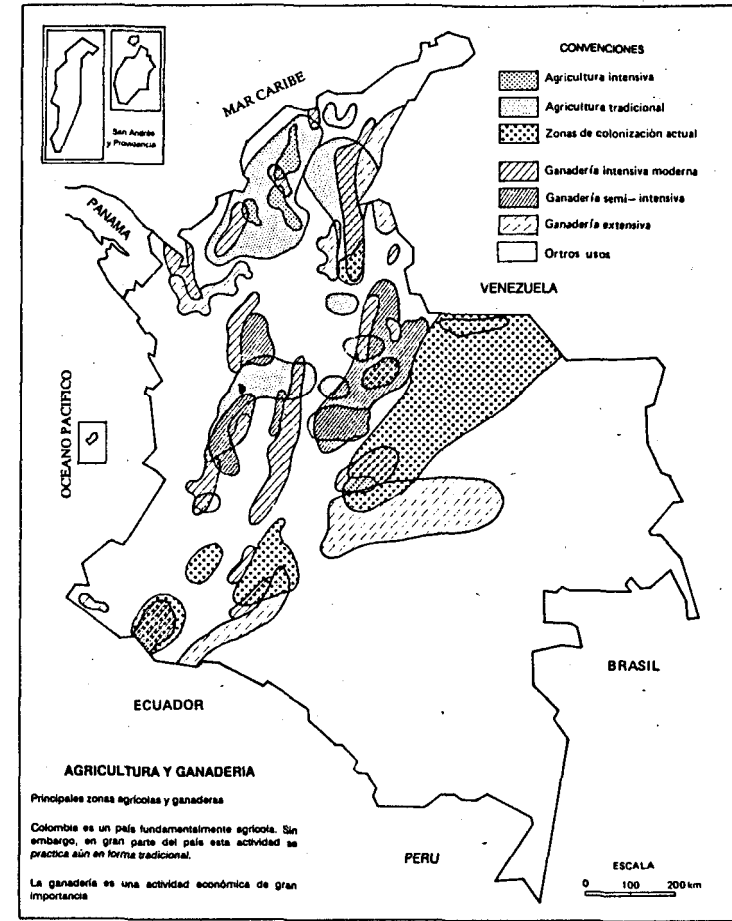 San Andrés
y Providencia
MAR CARIBE
PANAMA
OCEANO PACIFICO
CONVENCIONES
Agricultura intensiva
Agricultura tradicional
Zonas de colonización actual
Ganadería intensiva moderna
Ganadería semi-intensiva
Ganadería extensiva
Ortros usos
VENEZUELA
BRASIL
ECUADOR
PERU
AGRICULTURA Y GANADERIA
Principales zonas agrícolas y ganaderas
Colombia es un país fundamentalmente agrícola. Sin
embargo, en gran parte del país esta actividad se
practica aún en forma tradicional.
La ganadería es una actividad económica de gran
importancia
ESCALA
0 100 200 km